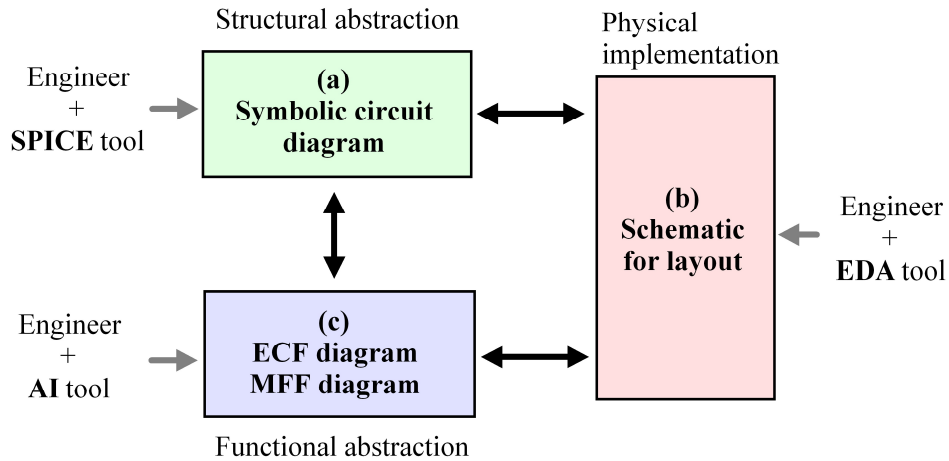 Structural abstraction
Physical
implementation
Engineer
+
SPICE tool
(a)
Symbolic circuit
diagram
(b)
Schematic
for layout
Engineer
+
EDA tool
Engineer
+
AI tool
(c)
ECF diagram
MFF diagram
Functional abstraction